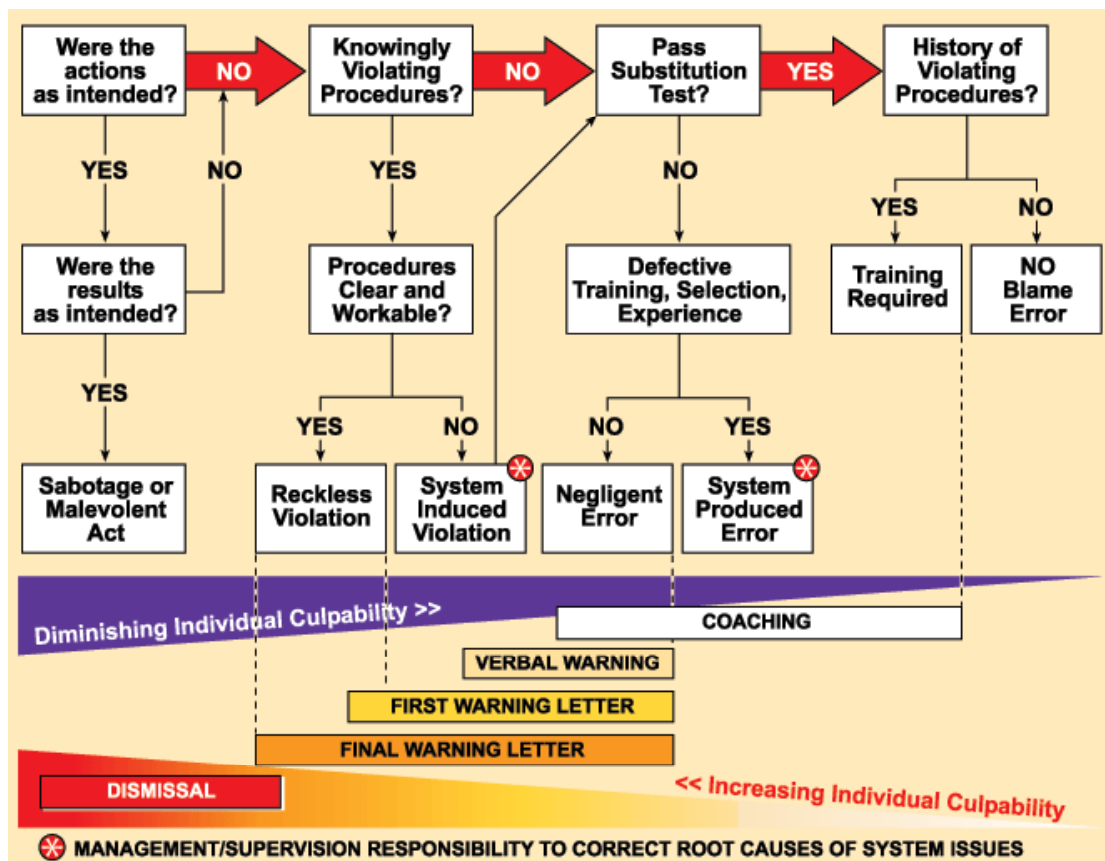 Were the
actions
as intended?
NO
Knowingly
Violating
Procedures?
NO
Pass
Substitution
Test?
YES
History of
Violating
Procedures?
YES
NO
YES
NO
YES
NO
Were the
results
as intended?
Procedures
Clear and
Workable?
Defective
Training, Selection,
Experience
Training
Required
NO
Blame
Error
YES
YES
NO
NO
YES
Sabotage or
Malevolent
Act
Reckless
Violation
System
Induced
Violation
Negligent
Error
System
Produced
Error
Diminishing Individual Culpability >>
COACHING
VERBAL WARNING
FIRST WARNING LETTER
FINAL WARNING LETTER
DISMISSAL
<< Increasing Individual Culpability
MANAGEMENT/SUPERVISION RESPONSIBILITY TO CORRECT ROOT CAUSES OF SYSTEM ISSUES